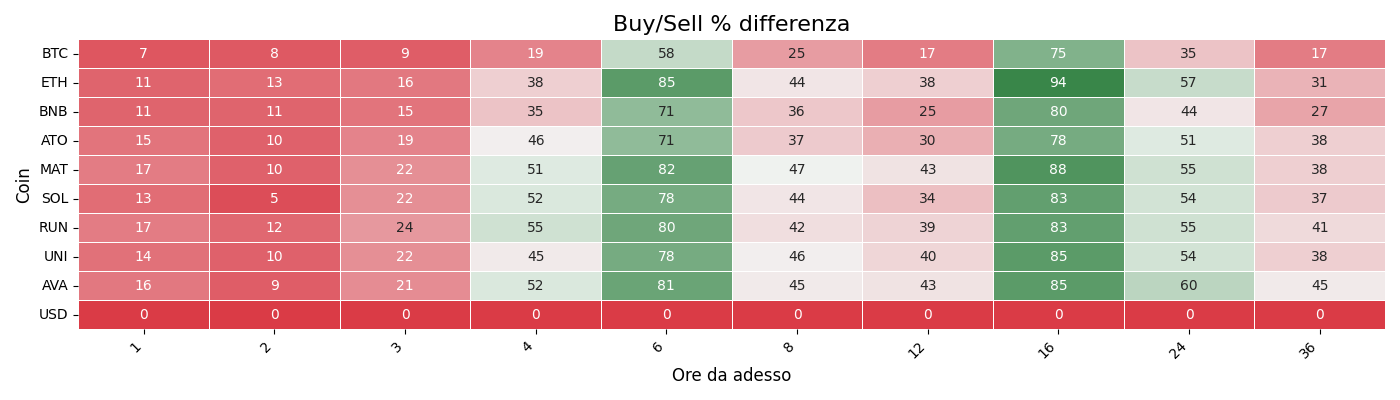 Buy/Sell % differenza
Coin
BTC 7 8 9 19 58 25 17 75 35 17
ETH 11 13 16 38 85 44 38 94 57 31
BNB 11 11 15 35 71 36 25 80 44 27
ATO 15 10 19 46 71 37 30 78 51 38
MAT 17 10 22 51 82 47 43 88 55 38
SOL 13 5 22 52 78 44 34 83 54 37
RUN 17 12 24 55 80 42 39 83 55 41
UNI 14 10 22 45 78 46 40 85 54 38
AVA 16 9 21 52 81 45 43 85 60 45
USD 0 0 0 0 0 0 0 0 0 0
1 2 3 4 6 8 12 16 24 36
Ore da adesso